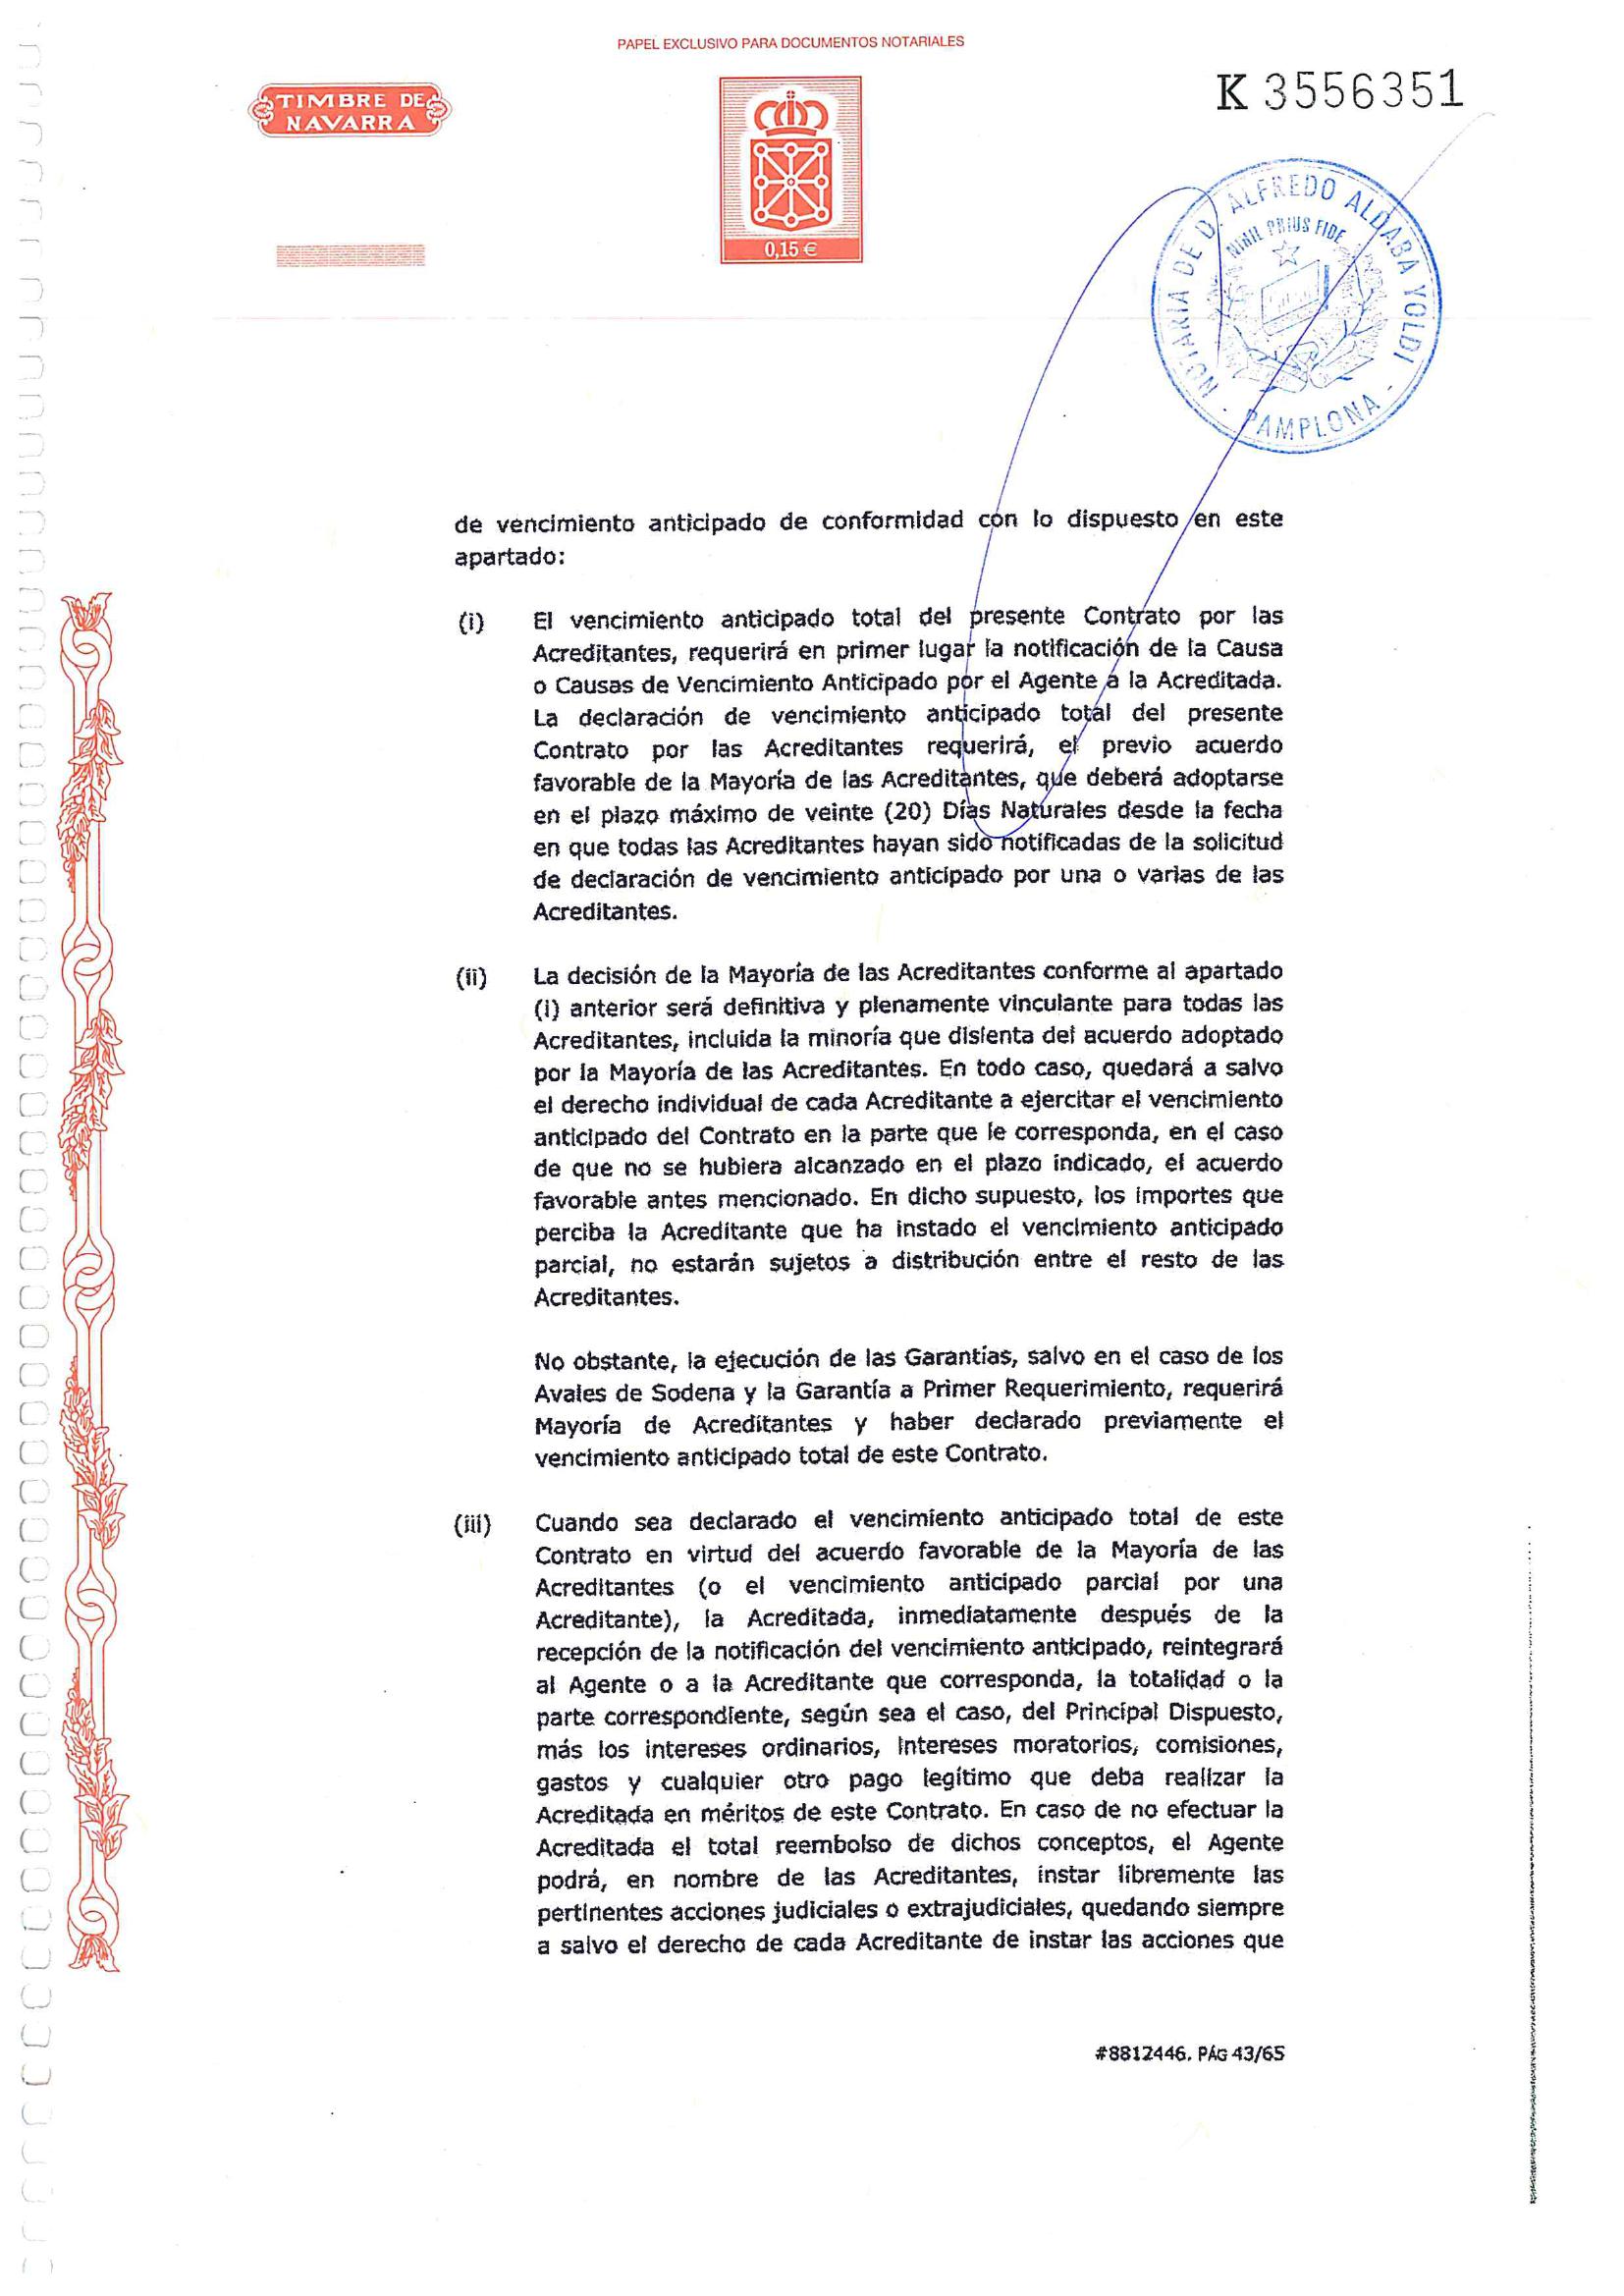 PAPEL EXCLUSIVO PARA DOCUMENTOS NOTARIALES
TIMBRE DE
NAVARRA
0,15 €
K 3556351
NOTARIA DE D. ALFREDO ALDABA YOLDI
NIHIL PRIUS FIDE
- PAMPLONA -
de vencimiento anticipado de conformidad con lo dispuesto en este
apartado:
(i) El vencimiento anticipado total del presente Contrato por las
Acreditantes, requerirá en primer lugar la notificación de la Causa
o Causas de Vencimiento Anticipado por el Agente a la Acreditada.
La declaración de vencimiento anticipado total del presente
Contrato por las Acreditantes requerirá, el previo acuerdo
favorable de la Mayoría de las Acreditantes, que deberá adoptarse
en el plazo máximo de veinte (20) Días Naturales desde la fecha
en que todas las Acreditantes hayan sido notificadas de la solicitud
de declaración de vencimiento anticipado por una o varias de las
Acreditantes.
(ii) La decisión de la Mayoría de las Acreditantes conforme al apartado
(i) anterior será definitiva y plenamente vinculante para todas las
Acreditantes, incluida la minoría que disienta del acuerdo adoptado
por la Mayoría de las Acreditantes. En todo caso, quedará a salvo
el derecho individual de cada Acreditante a ejercitar el vencimiento
anticipado del Contrato en la parte que le corresponda, en el caso
de que no se hubiera alcanzado en el plazo indicado, el acuerdo
favorable antes mencionado. En dicho supuesto, los importes que
perciba la Acreditante que ha instado el vencimiento anticipado
parcial, no estarán sujetos a distribución entre el resto de las
Acreditantes.
No obstante, la ejecución de las Garantías, salvo en el caso de los
Avales de Sodena y la Garantía a Primer Requerimiento, requerirá
Mayoría de Acreditantes y haber declarado previamente el
vencimiento anticipado total de este Contrato.
(iii) Cuando sea declarado el vencimiento anticipado total de este
Contrato en virtud del acuerdo favorable de la Mayoría de las
Acreditantes (o el vencimiento anticipado parcial por una
Acreditante), la Acreditada, inmediatamente después de la
recepción de la notificación del vencimiento anticipado, reintegrará
al Agente o a la Acreditante que corresponda, la totalidad o la
parte correspondiente, según sea el caso, del Principal Dispuesto,
más los intereses ordinarios, intereses moratorios, comisiones,
gastos y cualquier otro pago legítimo que deba realizar la
Acreditada en méritos de este Contrato. En caso de no efectuar la
Acreditada el total reembolso de dichos conceptos, el Agente
podrá, en nombre de las Acreditantes, instar libremente las
pertinentes acciones judiciales o extrajudiciales, quedando siempre
a salvo el derecho de cada Acreditante de instar las acciones que
#8812446. PÁG 43/65